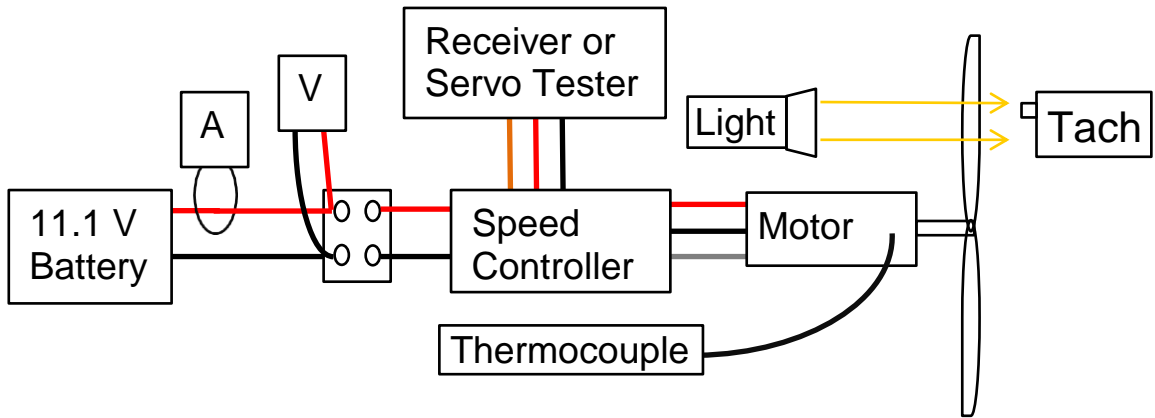 Receiver or
Servo Tester
V
A
Light
Tach
11.1 V
Battery
Speed
Controller
Motor
Thermocouple